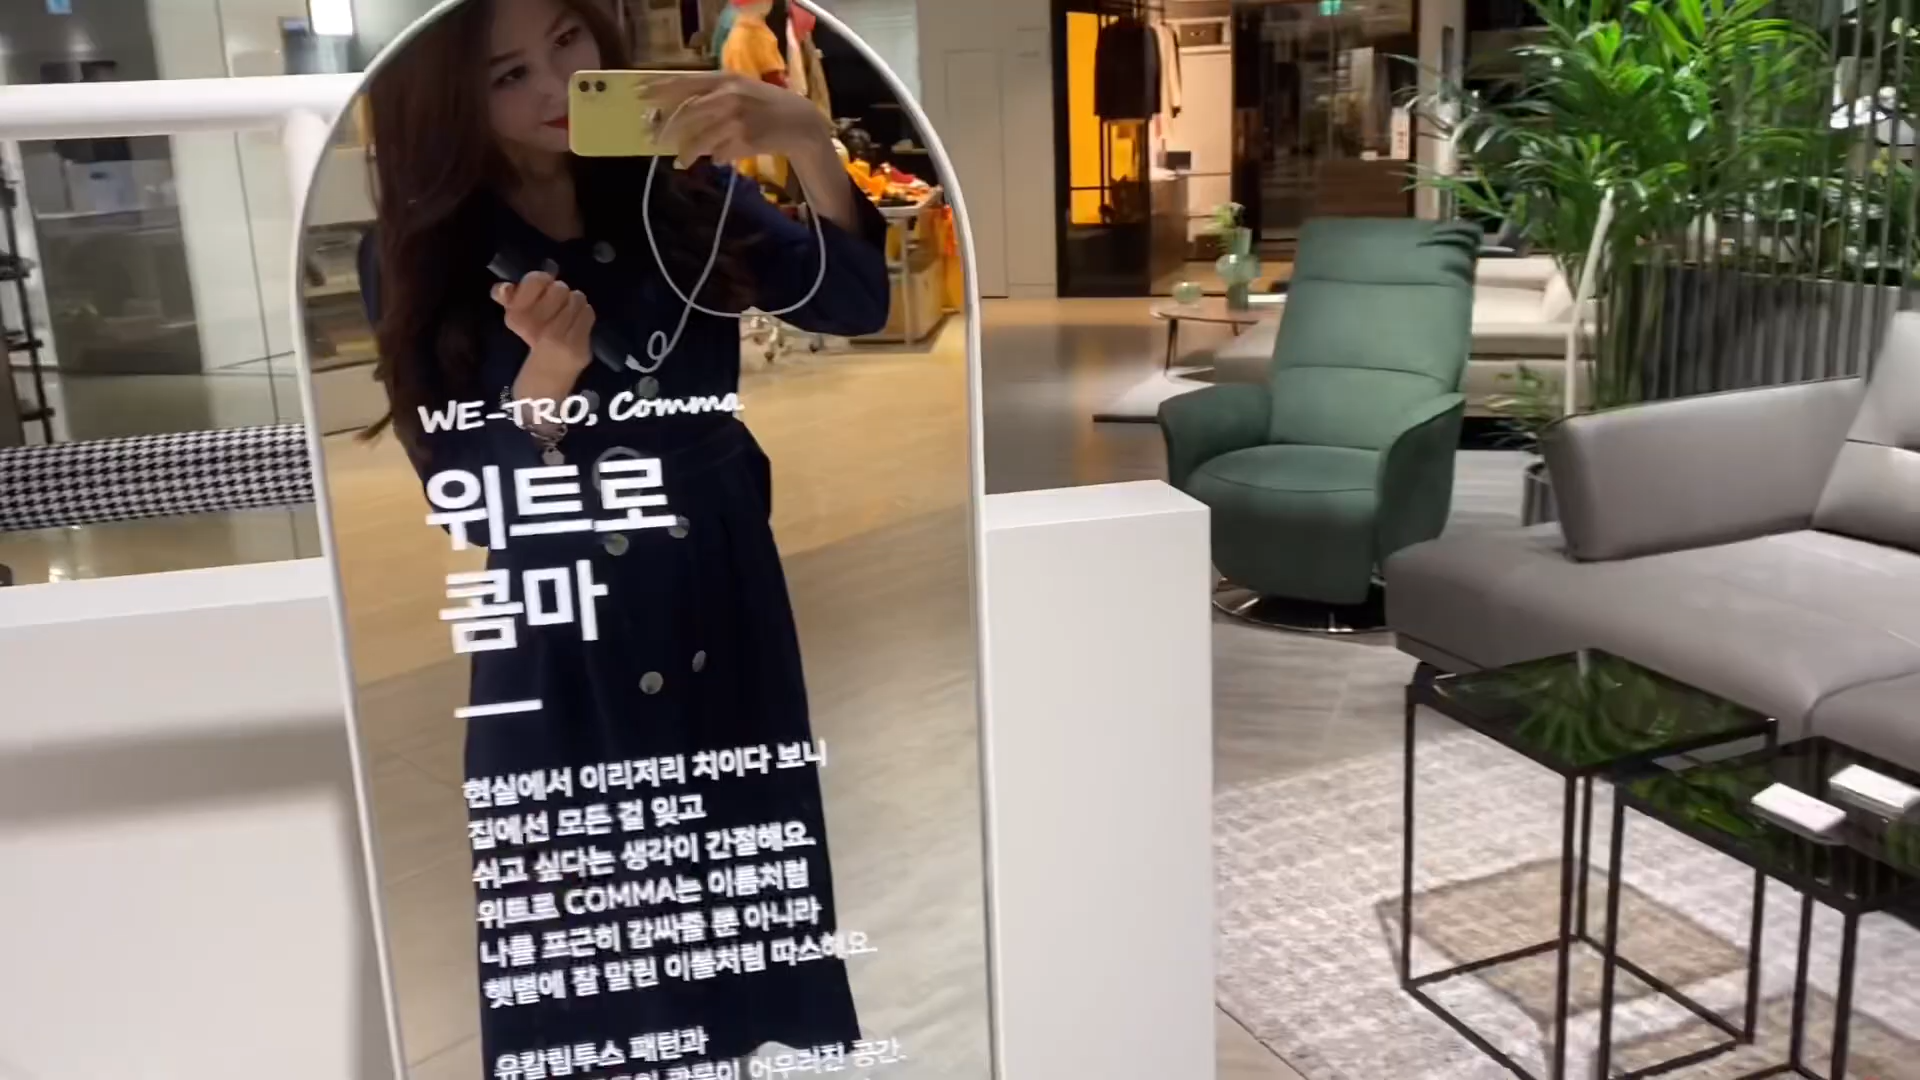 WE-TRO, Comma
위트로
콤마
현실에서 이리저리 치이다 보니
집에선 모든 걸 잊고
쉬고 싶다는 생각이 간절해요.
위트로 COMMA는 이름처럼
나를 포근히 감싸줄 뿐 아니라
햇볕에 잘 말린 이불처럼 따스해요.
유칼립투스 패턴과
어우러진 공간.